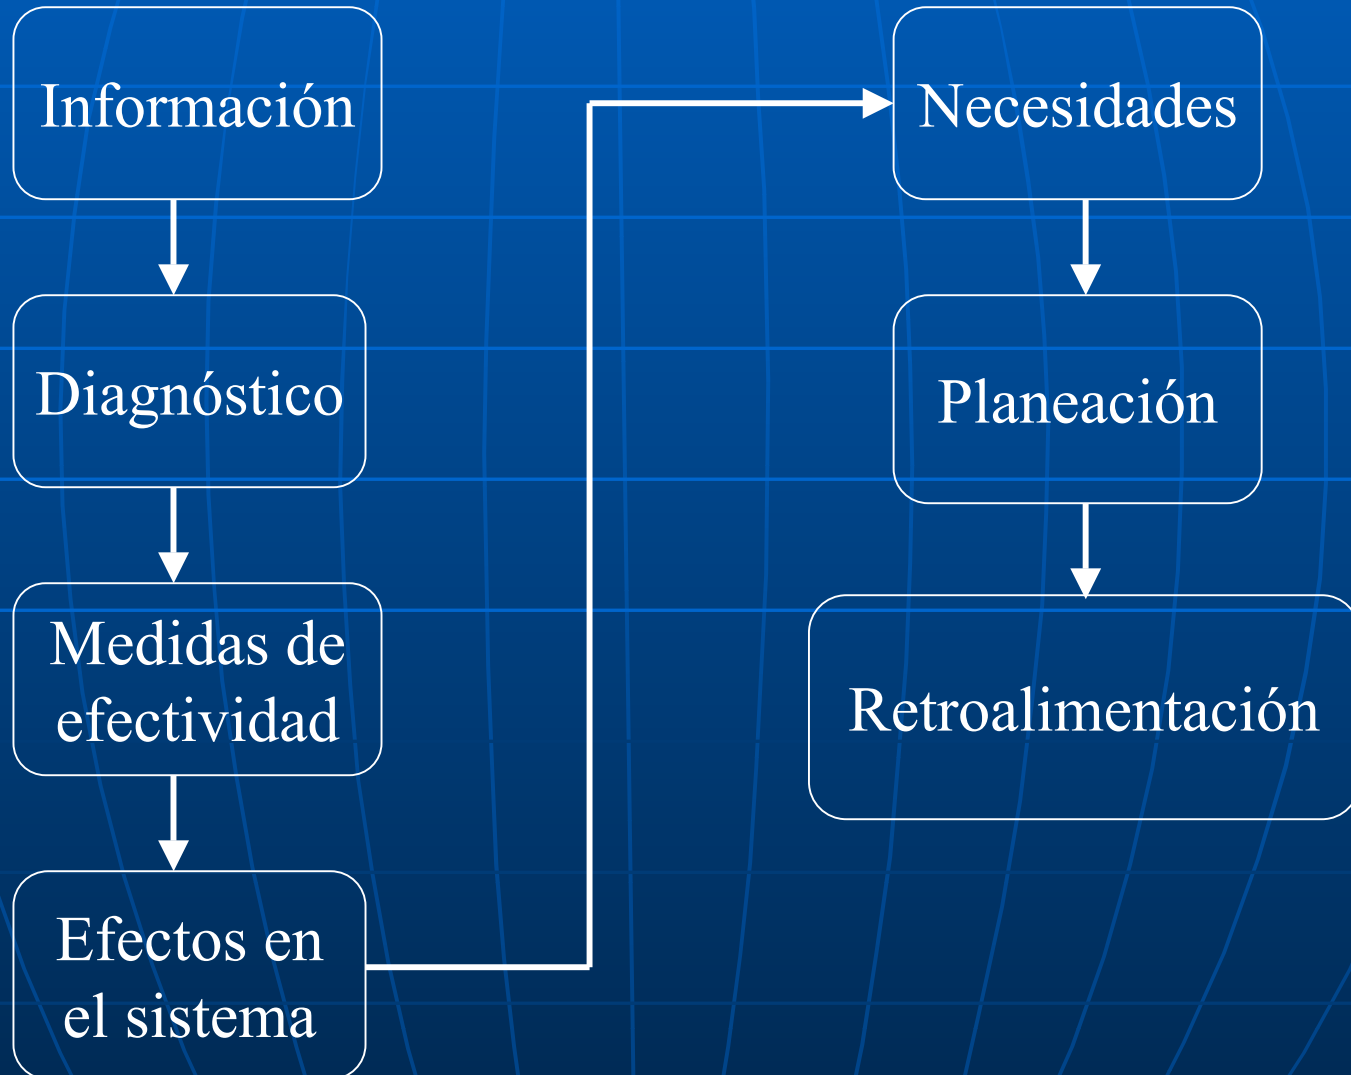 Información
Diagnóstico
Medidas de
efectividad
Efectos en
el sistema
Necesidades
Planeación
Retroalimentación